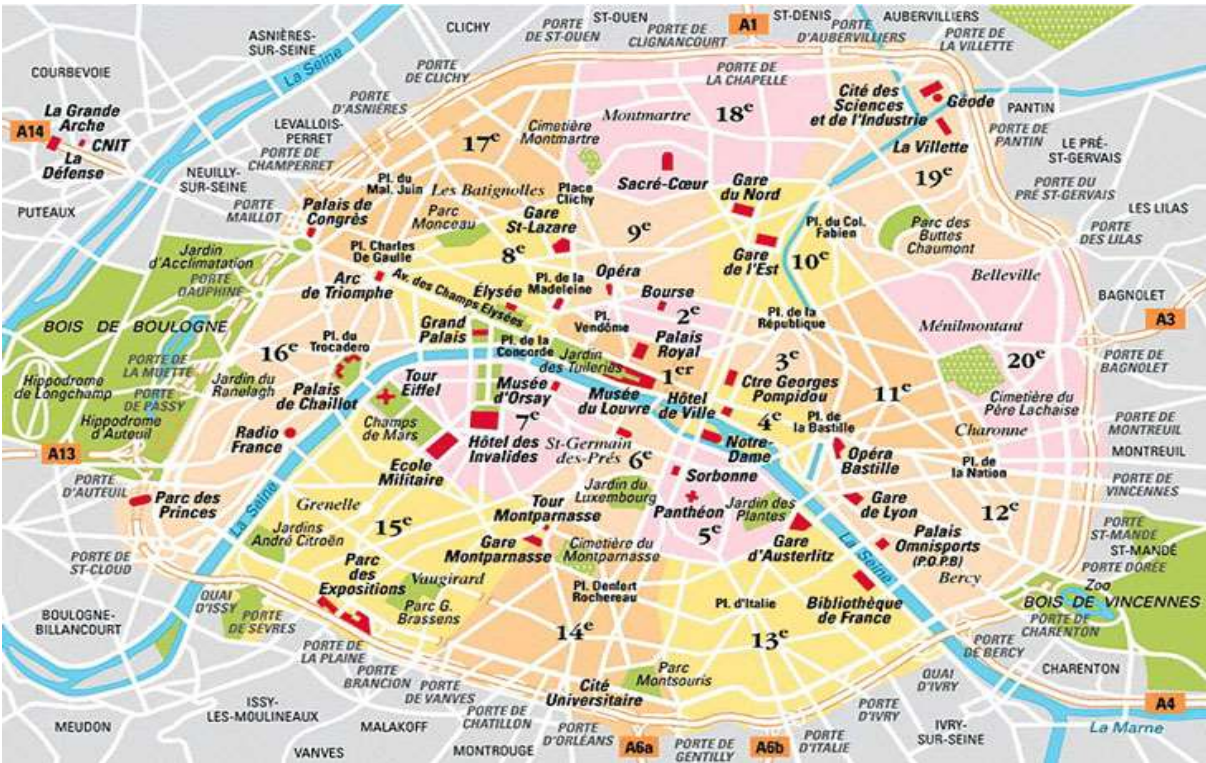 CLICHY
ST-OUEN
PORTE
DE ST-OUEN
PORTE DE
CLIGNANCOURT
A1
ST-DENIS
PORTE
D'AUBERVILLIERS
AUBERVILLIERS
PORTE DE
LA VILLETTE
ASNIÈRES-
SUR-SEINE
La Seine
COURBEVOIE
PORTE
DE CLICHY
PORTE DE
LA CHAPELLE
PORTE
D'ASNIÈRES
La Grande
Arche
A14
CNIT
La
Défense
LEVALLOIS-
PERRET
PORTE DE
CHAMPERRET
17e
Cimetière
Montmartre
Montmartre
18e
Cité des
Sciences
et de l'Industrie
Géode
PANTIN
PORTE DE
PANTIN
LE PRÉ-
ST-GERVAIS
La Villette
19e
PORTE DU
PRÉ ST-GERVAIS
NEUILLY-
SUR-SEINE
PUTEAUX
PORTE
MAILLOT
Palais de
Congrès
Pl. du
Mal. Juin
Les Batignolles
Place
Clichy
Sacré-Cœur
Gare
du Nord
Parc
Monceau
Gare
St-Lazare
8e
9e
Pl. du Col.
Fabien
Parc des
Buttes
Chaumont
LES LILAS
PORTE
DES LILAS
Jardin
d'Acclimatation
PORTE
DAUPHINE
Pl. Charles
De Gaulle
Arc
de Triomphe
Av. des Champs Elysées
Élysée
Pl. de la
Madeleine
Opéra
Bourse
Gare
de l'Est
10e
Belleville
BAGNOLET
A3
BOIS DE BOULOGNE
16e
Pl. du
Trocadero
Grand
Palais
Pl. de la
Concorde
Pl.
Vendôme
2e
Palais
Royal
Pl. de la
République
Ménilmontant
20e
PORTE DE
LA MUETTE
PORTE
DE PASSY
Hippodrome
de Longchamp
Hippodrome
d'Auteuil
Jardin du
Ranelagh
Palais
de Chaillot
Tour
Eiffel
Musée
d'Orsay
Jardin
des Tuileries
1er
Musée
du Louvre
3e
Ctre Georges
Pompidou
Hôtel
de Ville
11e
PORTE DE
BAGNOLET
Cimetière du
Père Lachaise
PORTE DE
MONTREUIL
MONTREUIL
Radio
France
Champs
de Mars
7e
Hôtel des
Invalides
St-Germain
des-Prés
6e
4e
Pl. de
la Bastille
Notre-
Dame
Charonne
A13
PORTE
D'AUTEUIL
Parc des
Princes
Ecole
Militaire
Sorbonne
Opéra
Bastille
Pl. de
la Nation
PORTE DE
VINCENNES
La Seine
Grenelle
15e
Jardins
André Citroën
Tour
Montparnasse
Jardin du
Luxembourg
Panthéon
Jardin des
Plantes
5e
Gare
de Lyon
12e
PORTE
ST-MANDE
ST-MANDÉ
PORTE DORÉE
Gare
Montparnasse
Cimetière du
Montparnasse
Gare
d'Austerlitz
La Seine
Palais
Omnisports
(P.O.P.B)
Bercy
PORTE DE
ST-CLOUD
QUAI
D'ISSY
Parc
des
Expositions
Vaugirard
Parc G.
Brassens
Pl. Denfert
Rochereau
Pl. d'Italie
Bibliothèque
de France
Zoo
BOIS DE VINCENNES
PORTE DE
CHARENTON
BOULOGNE-
BILLANCOURT
PORTE
DE SEVRES
PORTE DE
LA PLAINE
14e
13e
PORTE
DE BERCY
CHARENTON
PORTE
BRANCION
PORTE
DE VANVES
Parc
Montsouris
Cité
Universitaire
QUAI
D'IVRY
PORTE
D'IVRY
A4
La Marne
MEUDON
ISSY-
LES-MOULINEAUX
MALAKOFF
PORTE DE
CHATILLON
PORTE
D'ORLÉANS
VANVES
MONTROUGE
A6a
PORTE DE
GENTILLY
A6b
PORTE
D'ITALIE
IVRY-
SUR-SEINE